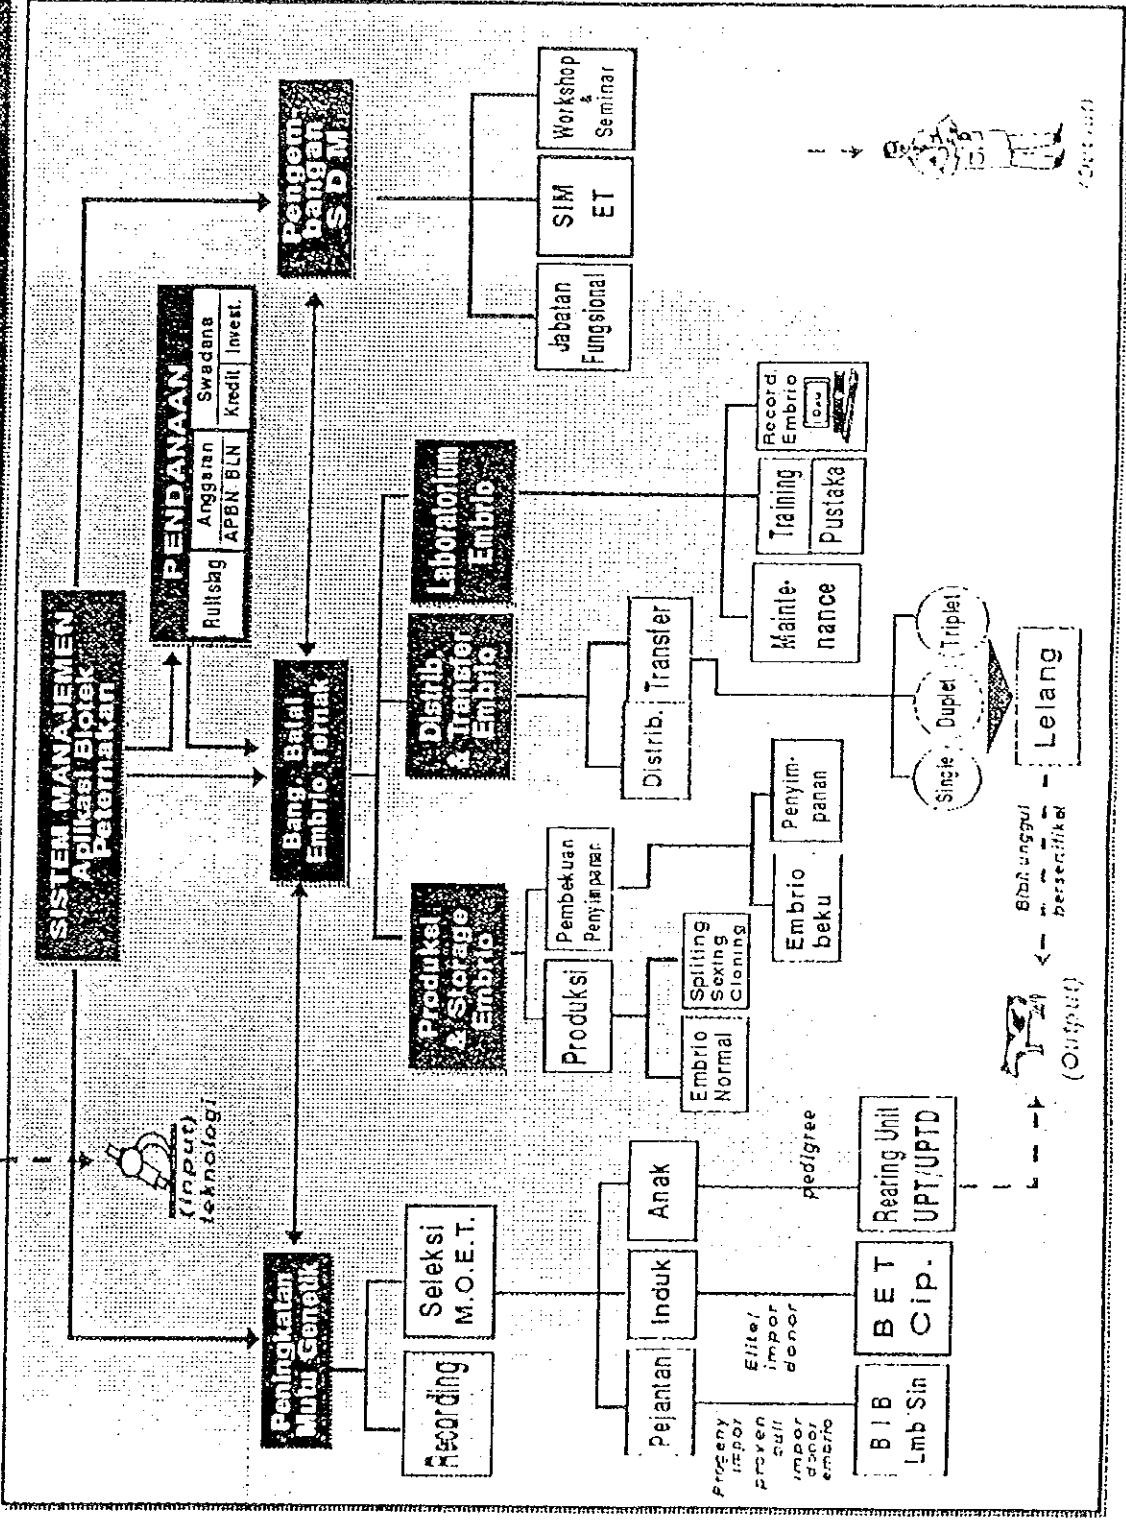 SISTEM MANAJEMEN
Aplikasi Biotek
Peternakan
(Input)
teknologi
PENDANAAN
Ruitslag
Anggaran
APBN BLN
Swadana
Kredit Invest.
Peningkatan
Mutu Genetik
Bang. Balai
Embrio Ternak
Pengem-
bangan
S D M
Recording
Seleksi
M.O.E.T.
Produksi
& Storage
Embrio
Distrib
& Transfer
Embrio
Laboratorium
Embrio
Jabatan
Fungsional
SIM
ET
Workshop
&
Seminar
Produksi
Pembekuan
Penyimpanan
Pejantan
Induk
Anak
Embrio
Normal
Spliting
Sexing
Cloning
Distrib.
Transfer
Mainte-
nance
Training
Pustaka
Record.
Embrio
Embrio
beku
Penyim-
panan
Progeny
impor
proven
bull
impor
donor
embrio
Elite/
impor
donor
pedigree
BIB
Lmb Sin
BET
Cip.
Rearing Unit
UPT/UPTD
Single
Duplet
Triplet
Lelang
Bibit unggul
bersertifikat
(Output)